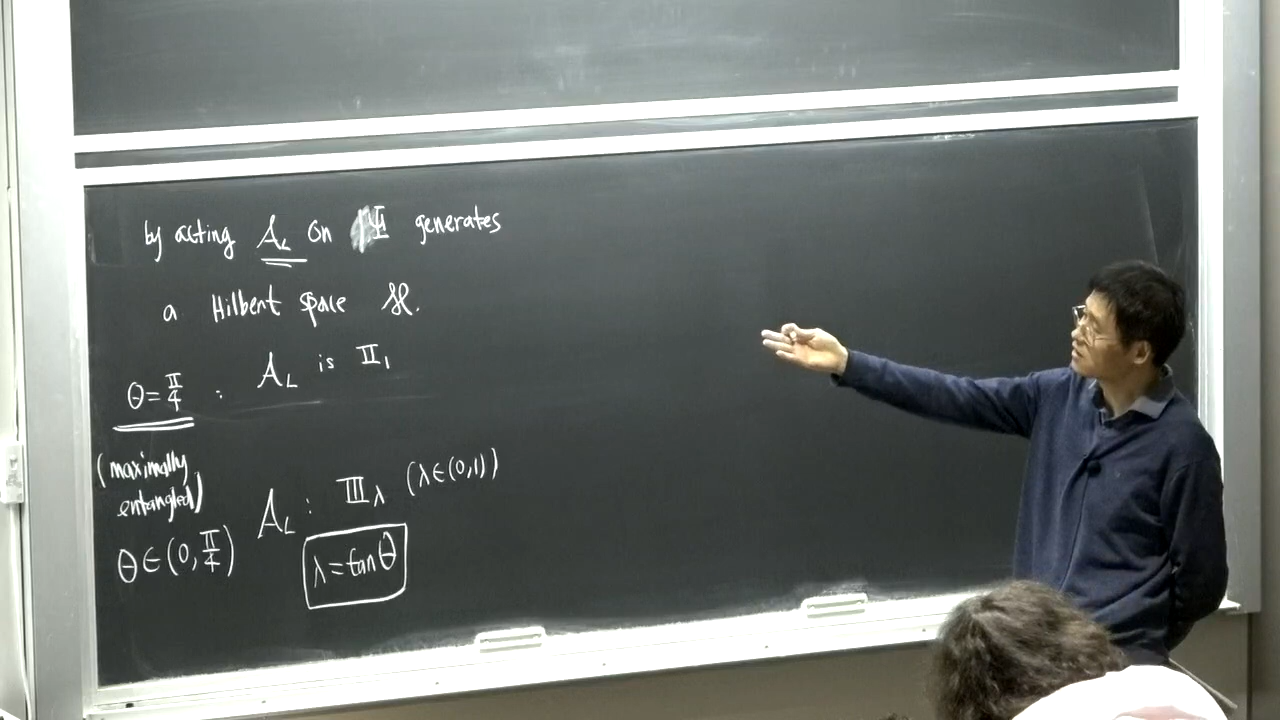 by acting A_L on |Ψ generates
a Hilbert space ℋ.
θ = π/4 : A_L is II₁
(maximally
entangled)
θ ∈ (0, π/4) A_L : III_λ (λ∈(0,1))
λ = tan θ